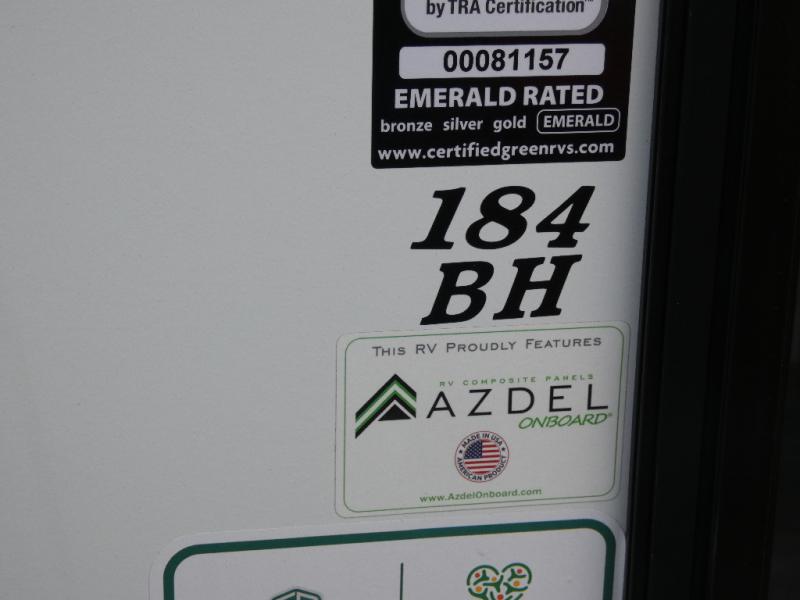 by TRA Certification™
00081157
EMERALD RATED
bronze silver gold EMERALD
www.certifiedgreenrvs.com
184
BH
THIS RV PROUDLY FEATURES
RV COMPOSITE PANELS
AZDEL
ONBOARD®
MADE IN USA
AMERICAN PRODUCT
www.AzdelOnboard.com